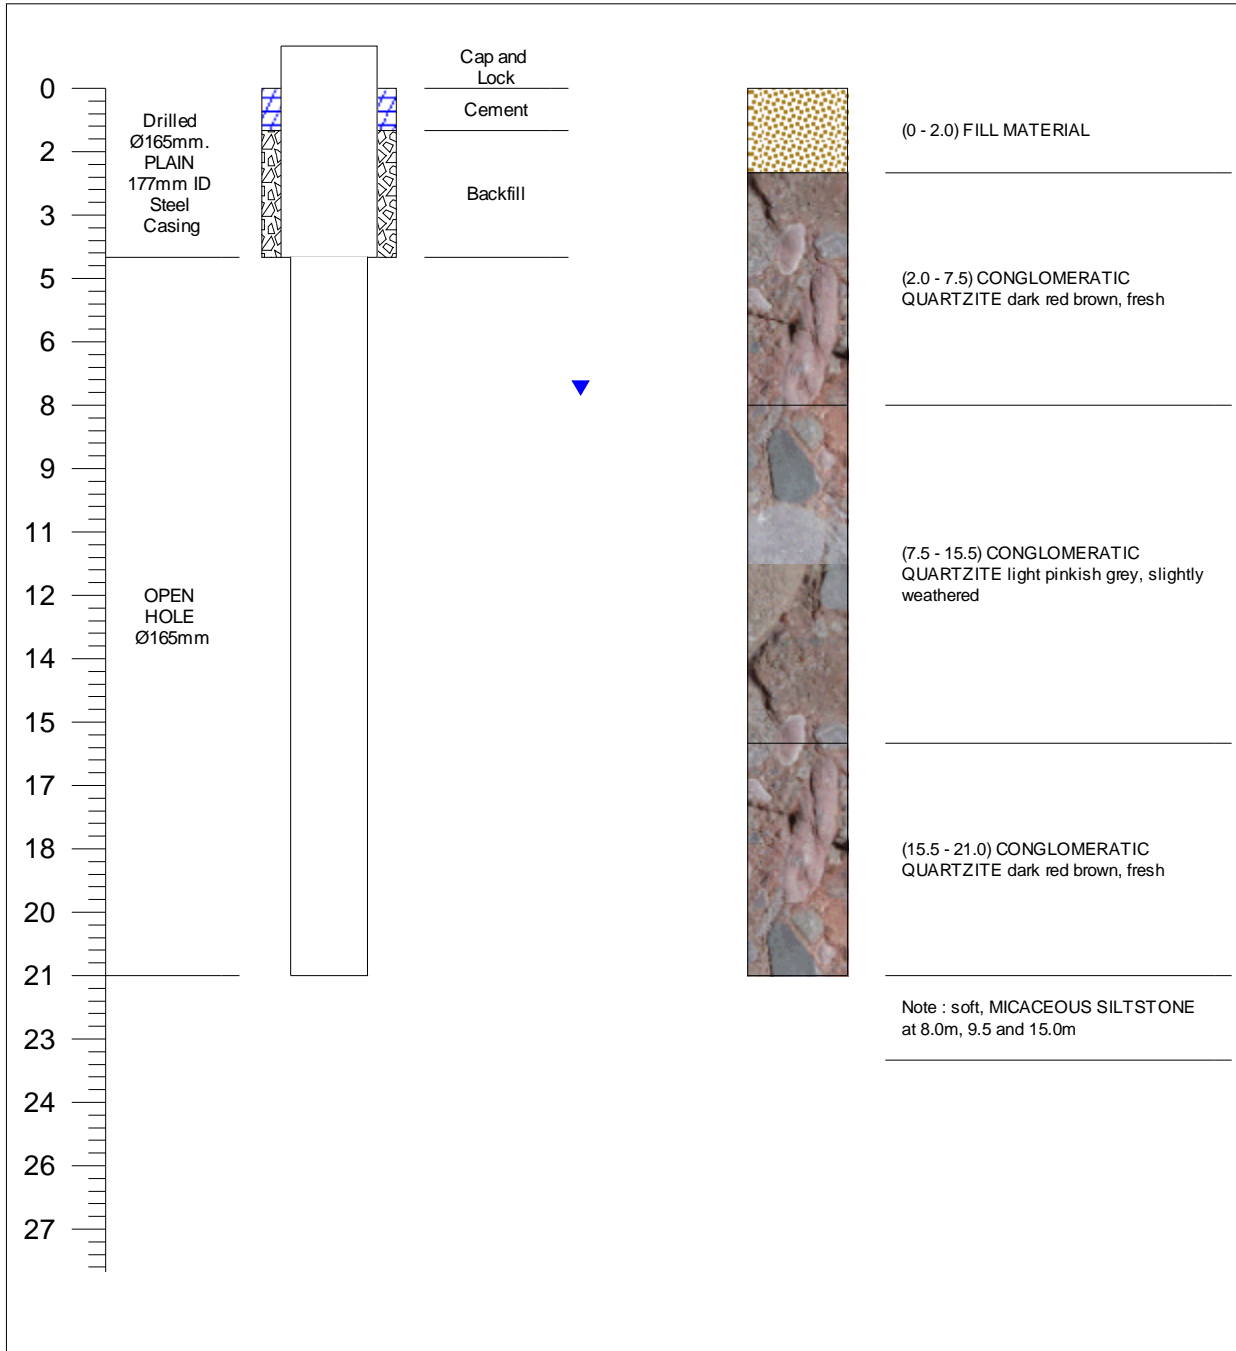 Cap and
Lock
Cement
Backfill
Drilled
Ø165mm.
PLAIN
177mm ID
Steel
Casing
OPEN
HOLE
Ø165mm
0
2
3
5
6
8
9
11
12
14
15
17
18
20
21
23
24
26
27
(0 - 2.0) FILL MATERIAL
(2.0 - 7.5) CONGLOMERATIC
QUARTZITE dark red brown, fresh
(7.5 - 15.5) CONGLOMERATIC
QUARTZITE light pinkish grey, slightly
weathered
(15.5 - 21.0) CONGLOMERATIC
QUARTZITE dark red brown, fresh
Note : soft, MICACEOUS SILTSTONE
at 8.0m, 9.5 and 15.0m